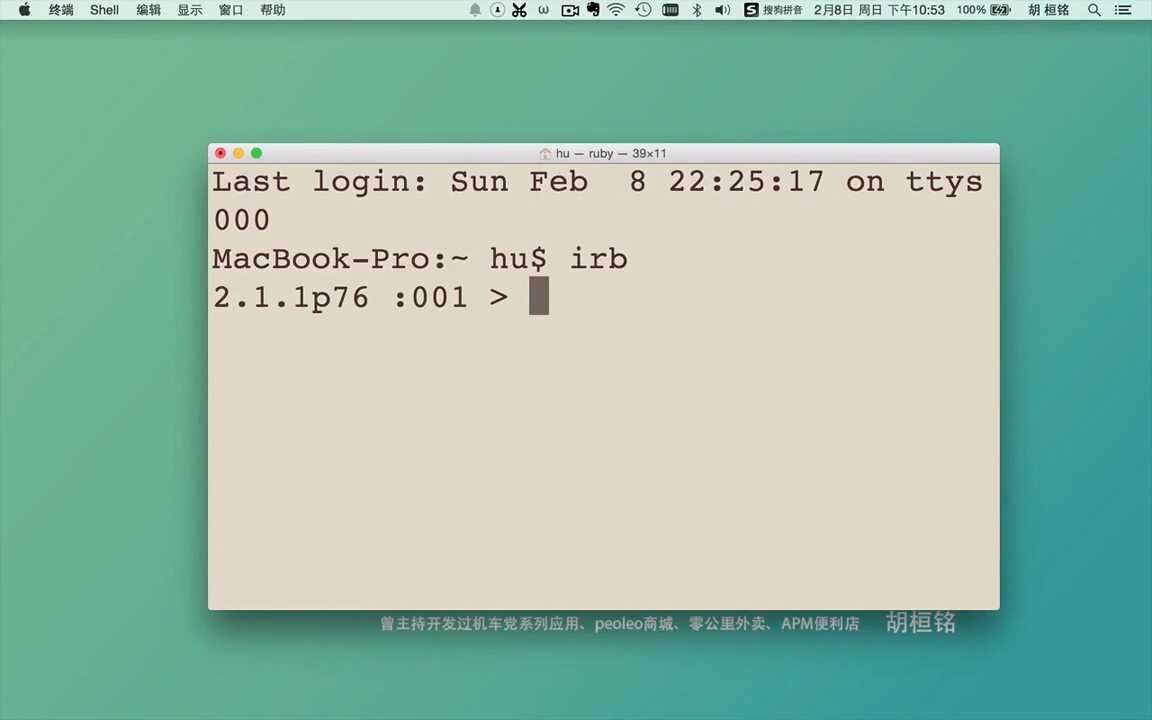 终端 Shell 编辑 显示 窗口 帮助 搜狗拼音 2月8日 周日 下午10:53 100% 胡 桓铭
hu — ruby — 39×11
Last login: Sun Feb  8 22:25:17 on ttys
000
MacBook-Pro:~ hu$ irb
2.1.1p76 :001 >
曾主持开发过机车党系列应用、peoleo商城、零公里外卖、APM便利店 胡桓铭